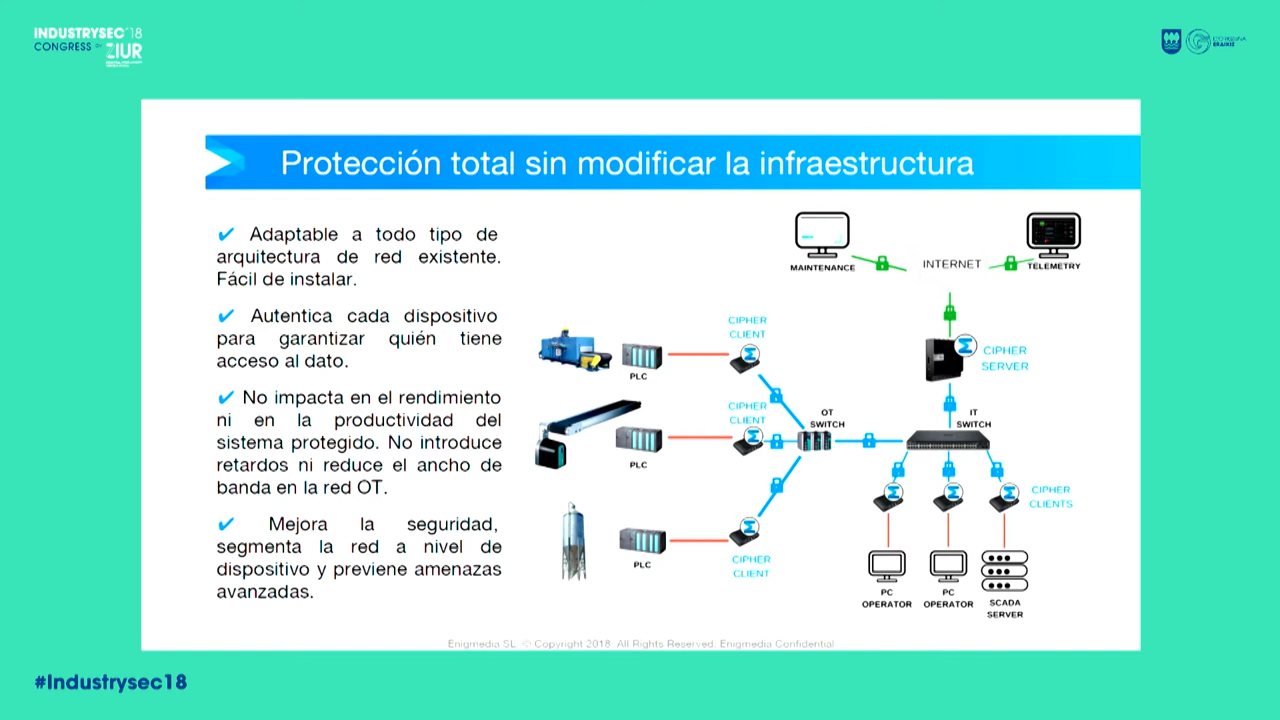 INDUSTRYSEC'18
CONGRESS BY ZIUR
Protección total sin modificar la infraestructura
✔ Adaptable a todo tipo de
arquitectura de red existente.
Fácil de instalar.
✔ Autentica cada dispositivo
para garantizar quién tiene
acceso al dato.
✔ No impacta en el rendimiento
ni en la productividad del
sistema protegido. No introduce
retardos ni reduce el ancho de
banda en la red OT.
✔ Mejora la seguridad,
segmenta la red a nivel de
dispositivo y previene amenazas
avanzadas.
MAINTENANCE
INTERNET
TELEMETRY
CIPHER
CLIENT
PLC
CIPHER
SERVER
CIPHER
CLIENT
PLC
OT
SWITCH
IT
SWITCH
CIPHER
CLIENTS
PLC
CIPHER
CLIENT
PC
OPERATOR
PC
OPERATOR
SCADA
SERVER
Enigmedia SL. © Copyright 2018. All Rights Reserved. Enigmedia Confidential
#Industrysec18